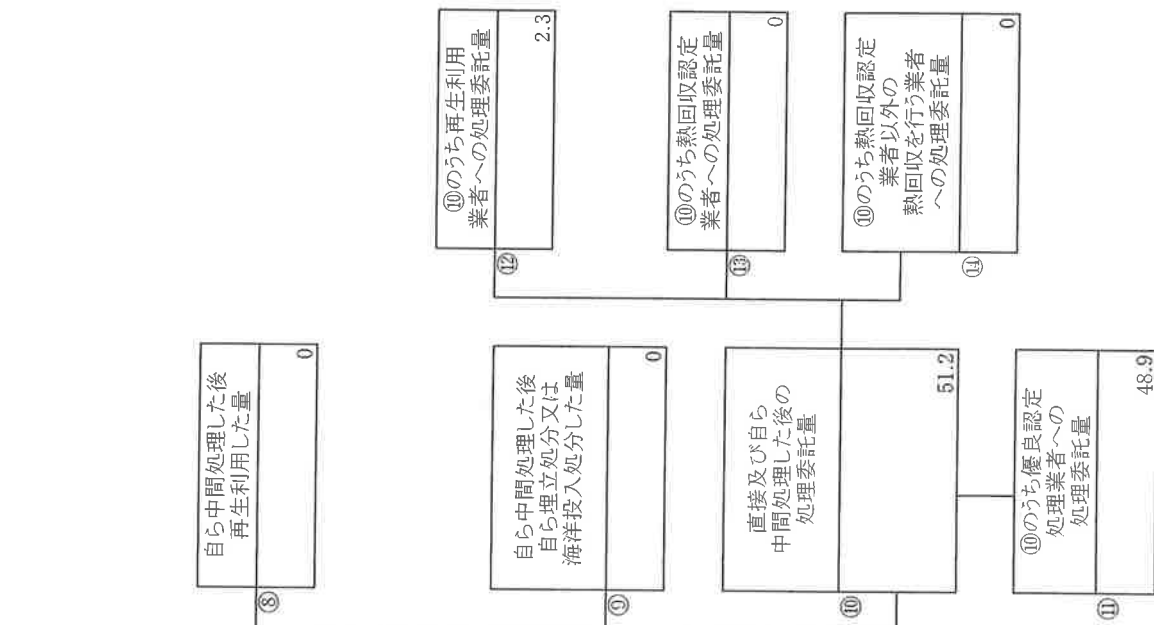 自ら中間処理した後
再生利用した量
⑧
0
自ら中間処理した後
自ら埋立処分又は
海洋投入処分した量
⑨
0
直接及び自ら
中間処理した後の
処理委託量
⑩
51.2
⑩のうち優良認定
処理業者への
処理委託量
⑪
48.9
⑩のうち再生利用
業者への処理委託量
⑫
2.3
⑩のうち熱回収認定
業者への処理委託量
⑬
0
⑩のうち熱回収認定
業者以外の
熱回収を行う業者
への処理委託量
⑭
0